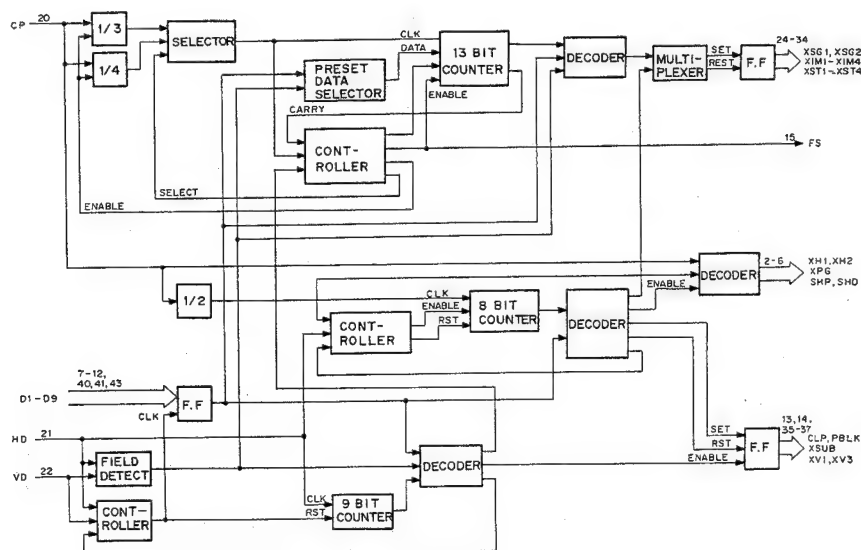 CP 20
1/3
1/4
SELECTOR
CLK
DATA
PRESET
DATA
SELECTOR
13 BIT
COUNTER
ENABLE
CARRY
CONT-
ROLLER
SELECT
ENABLE
DECODER
MULTI-
PLEXER
SET
REST
F.F
24-34
XSG1, XSG2
XIM1-XIM4
XST1-XST4
15
FS
1/2
CONT-
ROLLER
CLK
ENABLE
RST
8 BIT
COUNTER
DECODER
ENABLE
DECODER
2-6
XH1, XH2
XPG
SHP, SHD
7-12,
40, 41, 43
D1-D9
F.F
CLK
HD 21
VD 22
FIELD
DETECT
CONT-
ROLLER
CLK
RST
9 BIT
COUNTER
DECODER
SET
RST
ENABLE
F.F
13, 14,
35-37
CLP, PBLK
XSUB
XV1, XV3